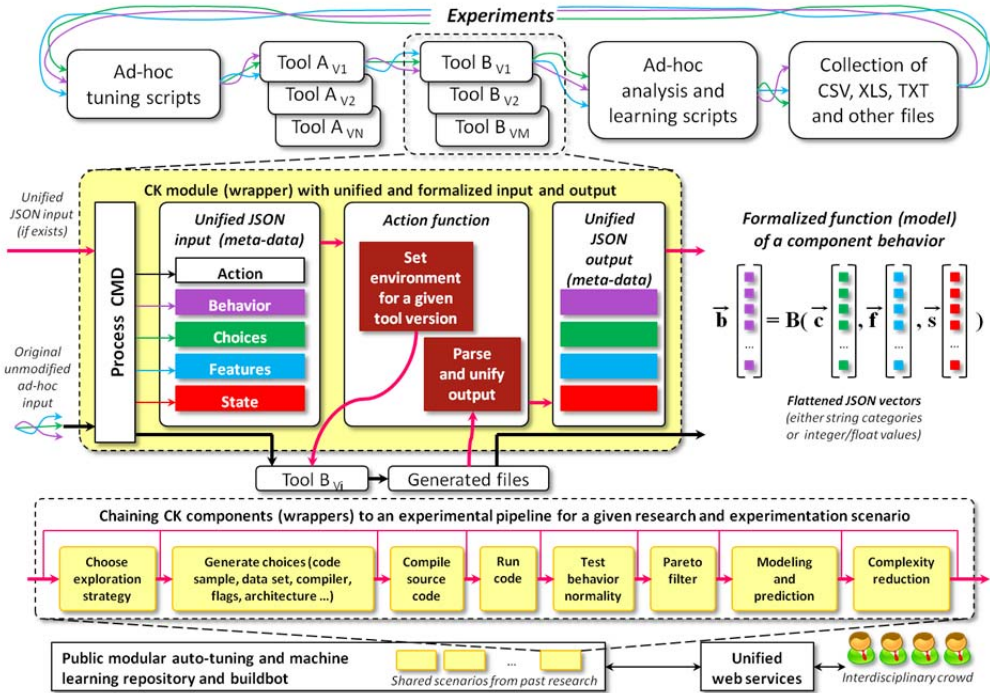 Experiments
Ad-hoc
tuning scripts
Tool A V1
Tool A V2
Tool A VN
Tool B V1
Tool B V2
Tool B VM
Ad-hoc
analysis and
learning scripts
Collection of
CSV, XLS, TXT
and other files
CK module (wrapper) with unified and formalized input and output
Unified
JSON input
(if exists)
Original
unmodified
ad-hoc
input
Process CMD
Unified JSON
input (meta-data)
Action
Behavior
Choices
Features
State
Action function
Set
environment
for a given
tool version
Parse
and unify
output
Unified
JSON
output
(meta-data)
Tool B Vi
Generated files
Formalized function (model)
of a component behavior
b = B( c , f , s )
... ... ... ...
Flattened JSON vectors
(either string categories
or integer/float values)
Chaining CK components (wrappers) to an experimental pipeline for a given research and experimentation scenario
Choose
exploration
strategy
Generate choices (code
sample, data set, compiler,
flags, architecture ...)
Compile
source
code
Run
code
Test
behavior
normality
Pareto
filter
Modeling
and
prediction
Complexity
reduction
Public modular auto-tuning and machine
learning repository and buildbot
...
Shared scenarios from past research
Unified
web services
Interdisciplinary crowd